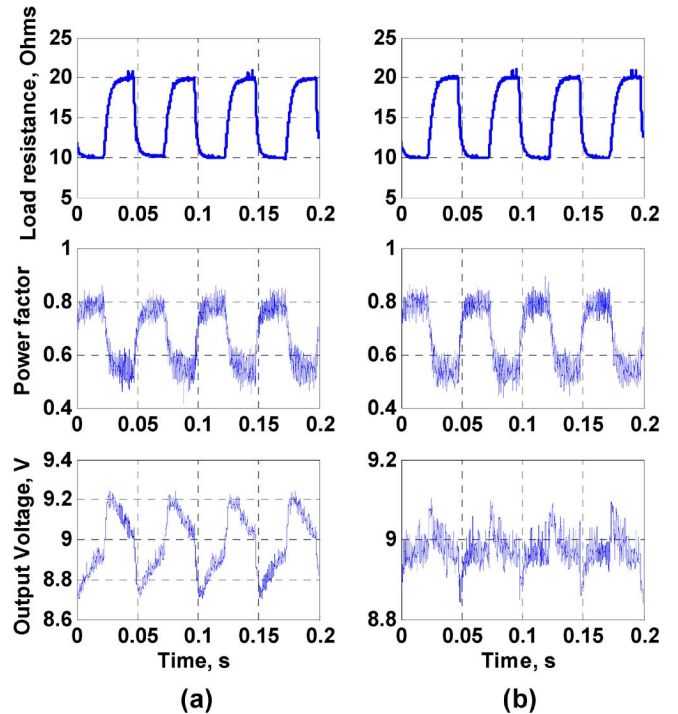 Load resistance, Ohms
25
20
15
10
5
0 0.05 0.1 0.15 0.2
25
20
15
10
5
0 0.05 0.1 0.15 0.2
Power factor
1
0.8
0.6
0.4
0 0.05 0.1 0.15 0.2
1
0.8
0.6
0.4
0 0.05 0.1 0.15 0.2
Output Voltage, V
9.4
9.2
9
8.8
8.6
0 0.05 0.1 0.15 0.2
Time, s
(a)
9.2
9
8.8
0 0.05 0.1 0.15 0.2
Time, s
(b)